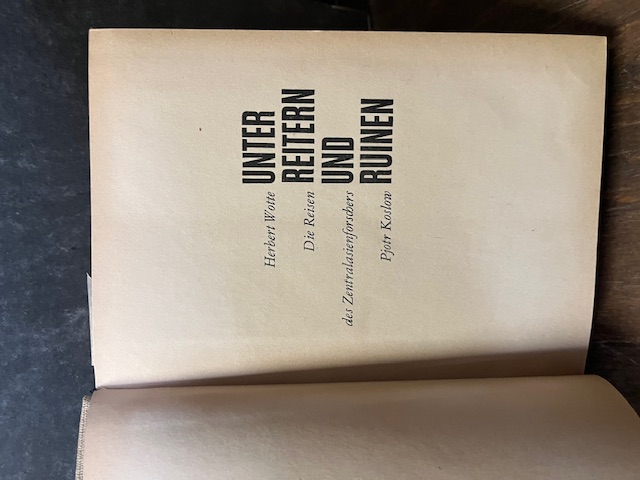 Herbert Wotte UNTER
Die Reisen REITERN
des Zentralasienforschers UND
Pjotr Koslow RUINEN